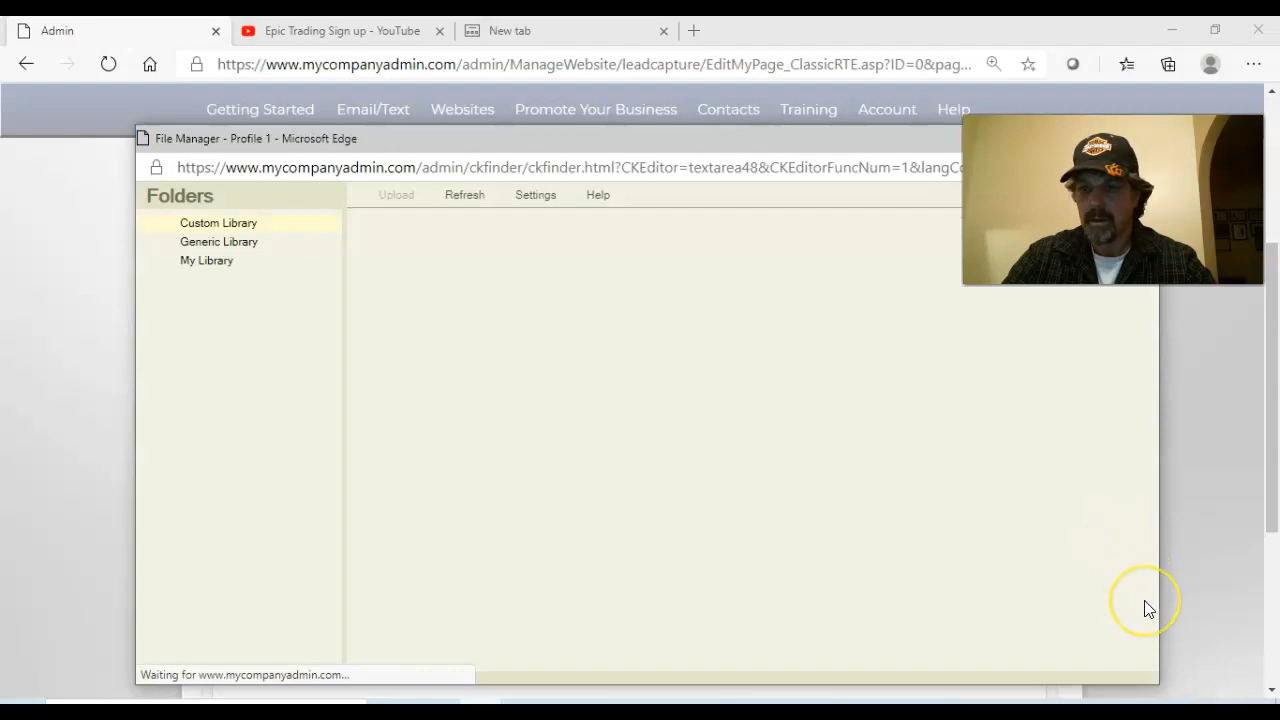 Admin
Epic Trading Sign up - YouTube
New tab
https://www.mycompanyadmin.com/admin/ManageWebsite/leadcapture/EditMyPage_ClassicRTE.asp?ID=0&pag...
Getting Started Email/Text Websites Promote Your Business Contacts Training Account Help
File Manager - Profile 1 - Microsoft Edge
https://www.mycompanyadmin.com/admin/ckfinder/ckfinder.html?CKEditor=textarea48&CKEditorFuncNum=1&langCo
Folders
Upload Refresh Settings Help
Custom Library
Generic Library
My Library
Waiting for www.mycompanyadmin.com...